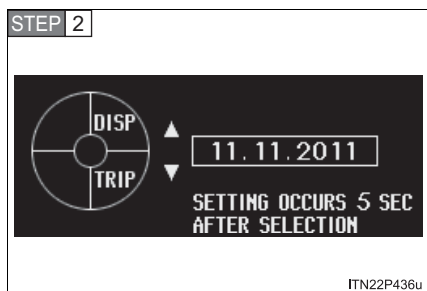 STEP 2
DISP
TRIP
▲
▼
11.11.2011
SETTING OCCURS 5 SEC
AFTER SELECTION
ITN22P436u